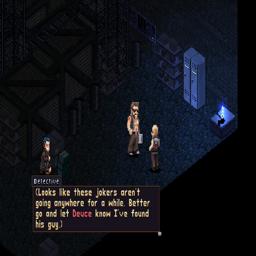 Detective
(Looks like these jokers aren't
going anywhere for a while. Better
go and let Deuce know I've found
his guy.)